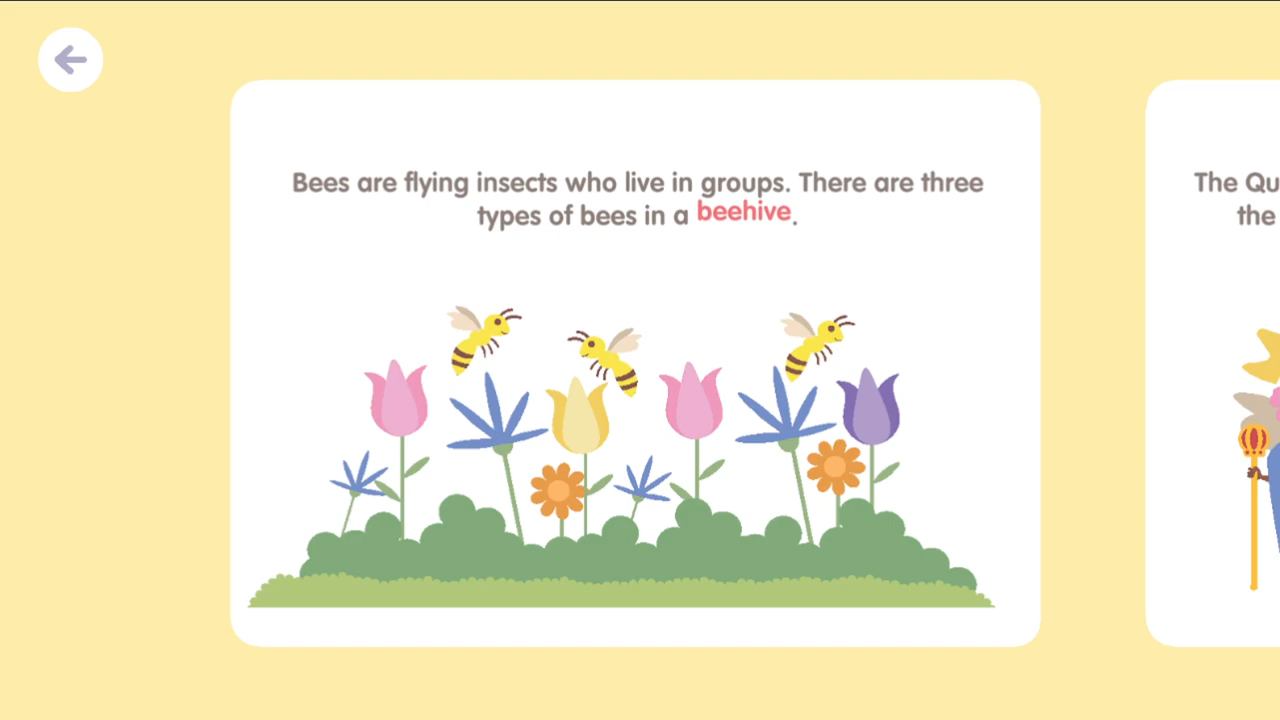 Bees are flying insects who live in groups. There are three
types of bees in a beehive.
The Qu
the